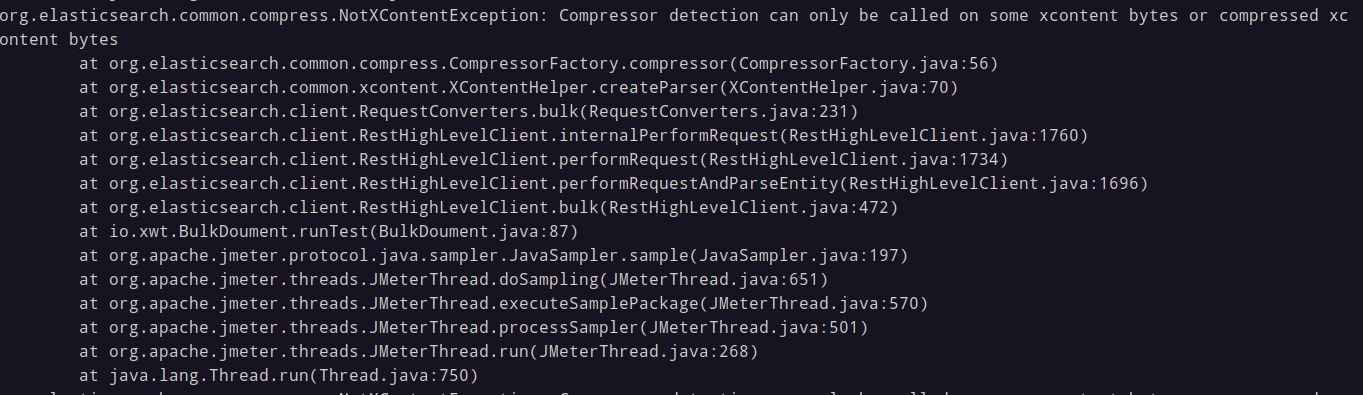 org.elasticsearch.common.compress.NotXContentException: Compressor detection can only be called on some xcontent bytes or compressed xc
ontent bytes
at org.elasticsearch.common.compress.CompressorFactory.compressor(CompressorFactory.java:56)
at org.elasticsearch.common.xcontent.XContentHelper.createParser(XContentHelper.java:70)
at org.elasticsearch.client.RequestConverters.bulk(RequestConverters.java:231)
at org.elasticsearch.client.RestHighLevelClient.internalPerformRequest(RestHighLevelClient.java:1760)
at org.elasticsearch.client.RestHighLevelClient.performRequest(RestHighLevelClient.java:1734)
at org.elasticsearch.client.RestHighLevelClient.performRequestAndParseEntity(RestHighLevelClient.java:1696)
at org.elasticsearch.client.RestHighLevelClient.bulk(RestHighLevelClient.java:472)
at io.xwt.BulkDoument.runTest(BulkDoument.java:87)
at org.apache.jmeter.protocol.java.sampler.JavaSampler.sample(JavaSampler.java:197)
at org.apache.jmeter.threads.JMeterThread.doSampling(JMeterThread.java:651)
at org.apache.jmeter.threads.JMeterThread.executeSamplePackage(JMeterThread.java:570)
at org.apache.jmeter.threads.JMeterThread.processSampler(JMeterThread.java:501)
at org.apache.jmeter.threads.JMeterThread.run(JMeterThread.java:268)
at java.lang.Thread.run(Thread.java:750)